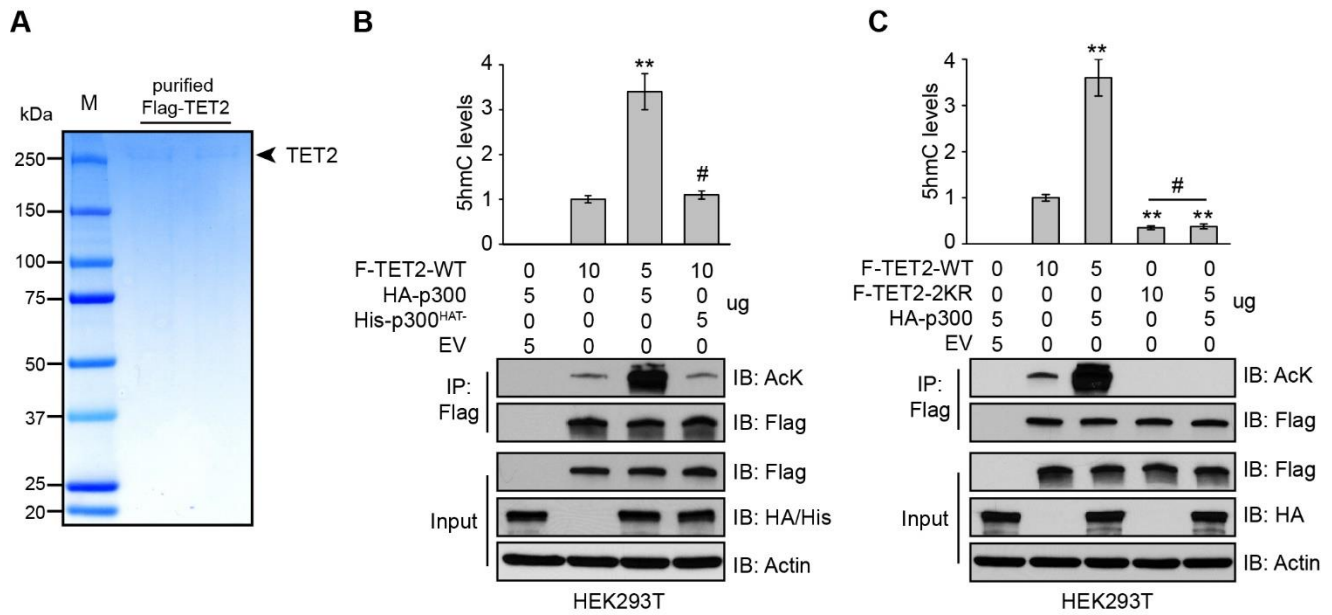 A
purified
Flag-TET2
kDa
M
250
TET2
150
100
75
50
37
25
20
B
5hmC levels
4
3
2
1
0
**
#
F-TET2-WT 0 10 5 10
HA-p300 5 0 5 0
His-p300HAT- 0 0 0 5
EV 5 0 0 0
ug
IP:
Flag
IB: AcK
IB: Flag
Input
IB: Flag
IB: HA/His
IB: Actin
HEK293T
C
5hmC levels
4
3
2
1
0
**
#
** **
F-TET2-WT 0 10 5 0 0
F-TET2-2KR 0 0 0 10 5
HA-p300 5 0 5 0 5
EV 5 0 0 0 0
ug
IP:
Flag
IB: AcK
IB: Flag
Input
IB: Flag
IB: HA
IB: Actin
HEK293T